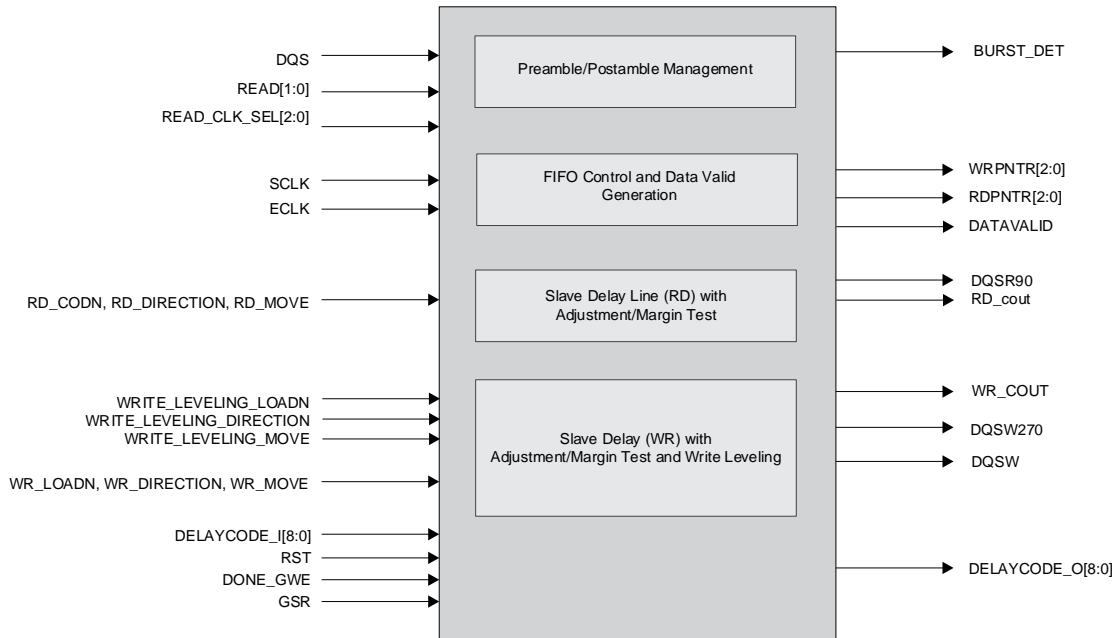 DQS
READ[1:0]
READ_CLK_SEL[2:0]
SCLK
ECLK
RD_CODN, RD_DIRECTION, RD_MOVE
WRITE_LEVELING_LOADN
WRITE_LEVELING_DIRECTION
WRITE_LEVELING_MOVE
WR_LOADN, WR_DIRECTION, WR_MOVE
DELAYCODE_I[8:0]
RST
DONE_GWE
GSR
Preamble/Postamble Management
FIFO Control and Data Valid
Generation
Slave Delay Line (RD) with
Adjustment/Margin Test
Slave Delay (WR) with
Adjustment/Margin Test and Write Leveling
BURST_DET
WRPNTR[2:0]
RDPNTR[2:0]
DATAVALID
DQSR90
RD_cout
WR_COUT
DQSW270
DQSW
DELAYCODE_O[8:0]